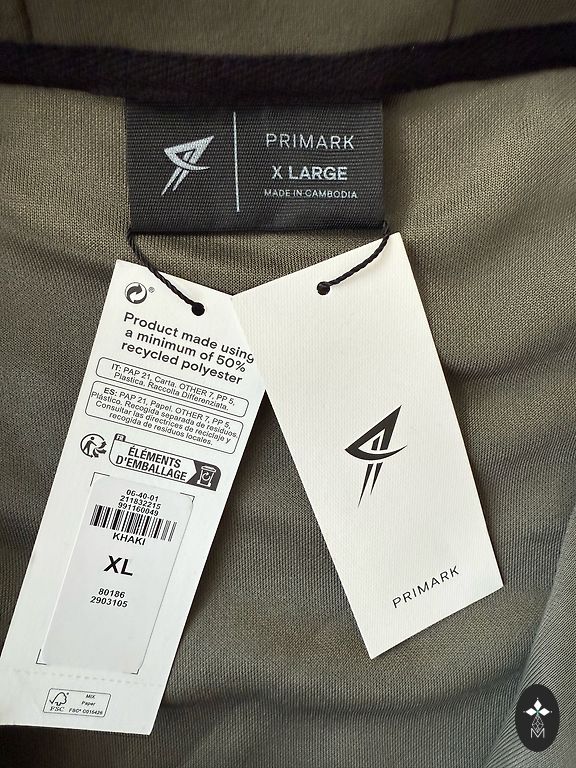 PRIMARK
X LARGE
MADE IN CAMBODIA
Product made using
a minimum of 50%
recycled polyester
IT: PAP 21, Carta. OTHER 7, PP 5,
Plastica. Raccolta Differenziata.
ES: PAP 21, Papel. OTHER 7, PP 5,
Plástico. Recogida separada de residuos.
Consultar las directrices de reciclaje y
recogida de residuos locales.
FR
ÉLÉMENTS
D'EMBALLAGE
06-40-01
211832215
991160049
KHAKI
XL
80186
2903105
FSC
MIX
Paper
FSC® C015429
PRIMARK
M